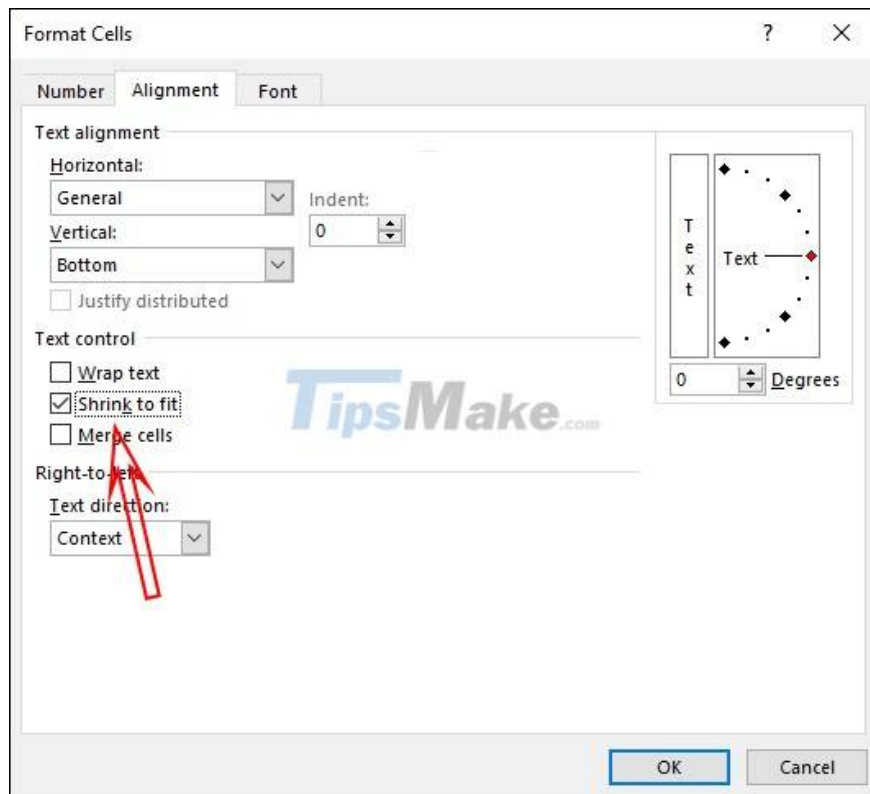 Format Cells ?
Number Alignment Font
Text alignment
Horizontal:
General
Indent:
0
Vertical:
Bottom
Justify distributed
Text control
Wrap text
Shrink to fit
Merge cells
Right-to-left
Text direction:
Context
Text
Text
0 Degrees
TipsMake.com
OK Cancel